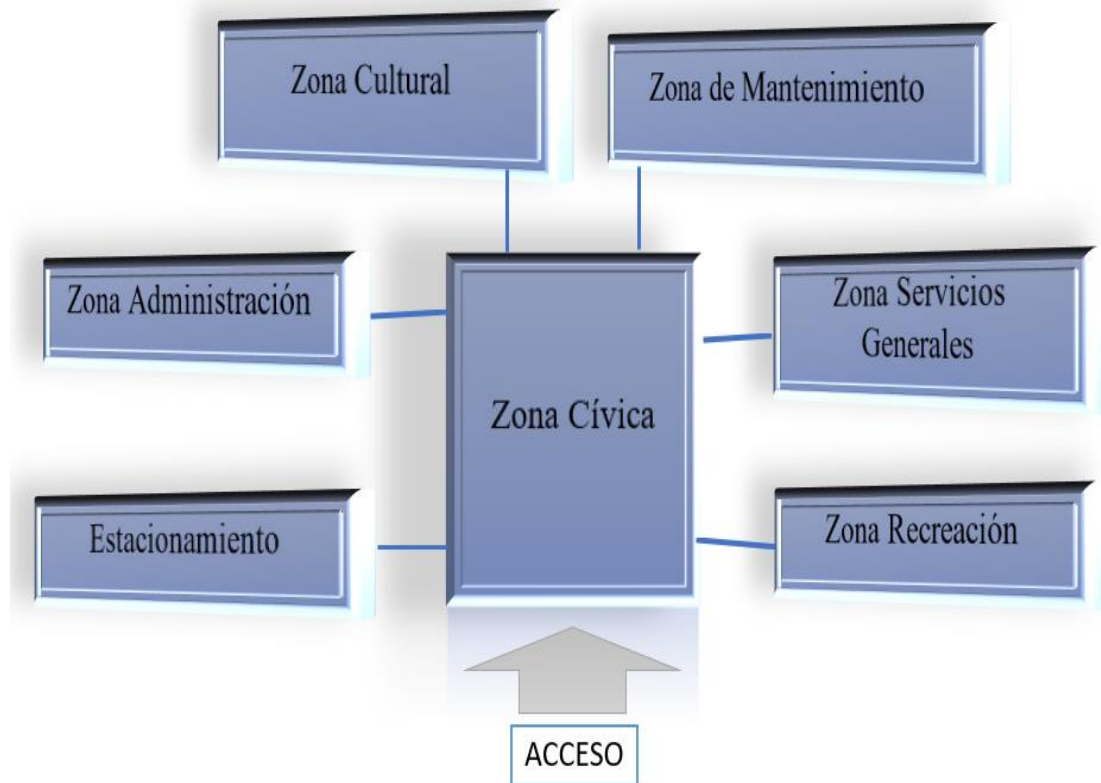 Zona Cultural
Zona de Mantenimiento
Zona Administración
Zona Servicios
Generales
Zona Cívica
Estacionamiento
Zona Recreación
ACCESO